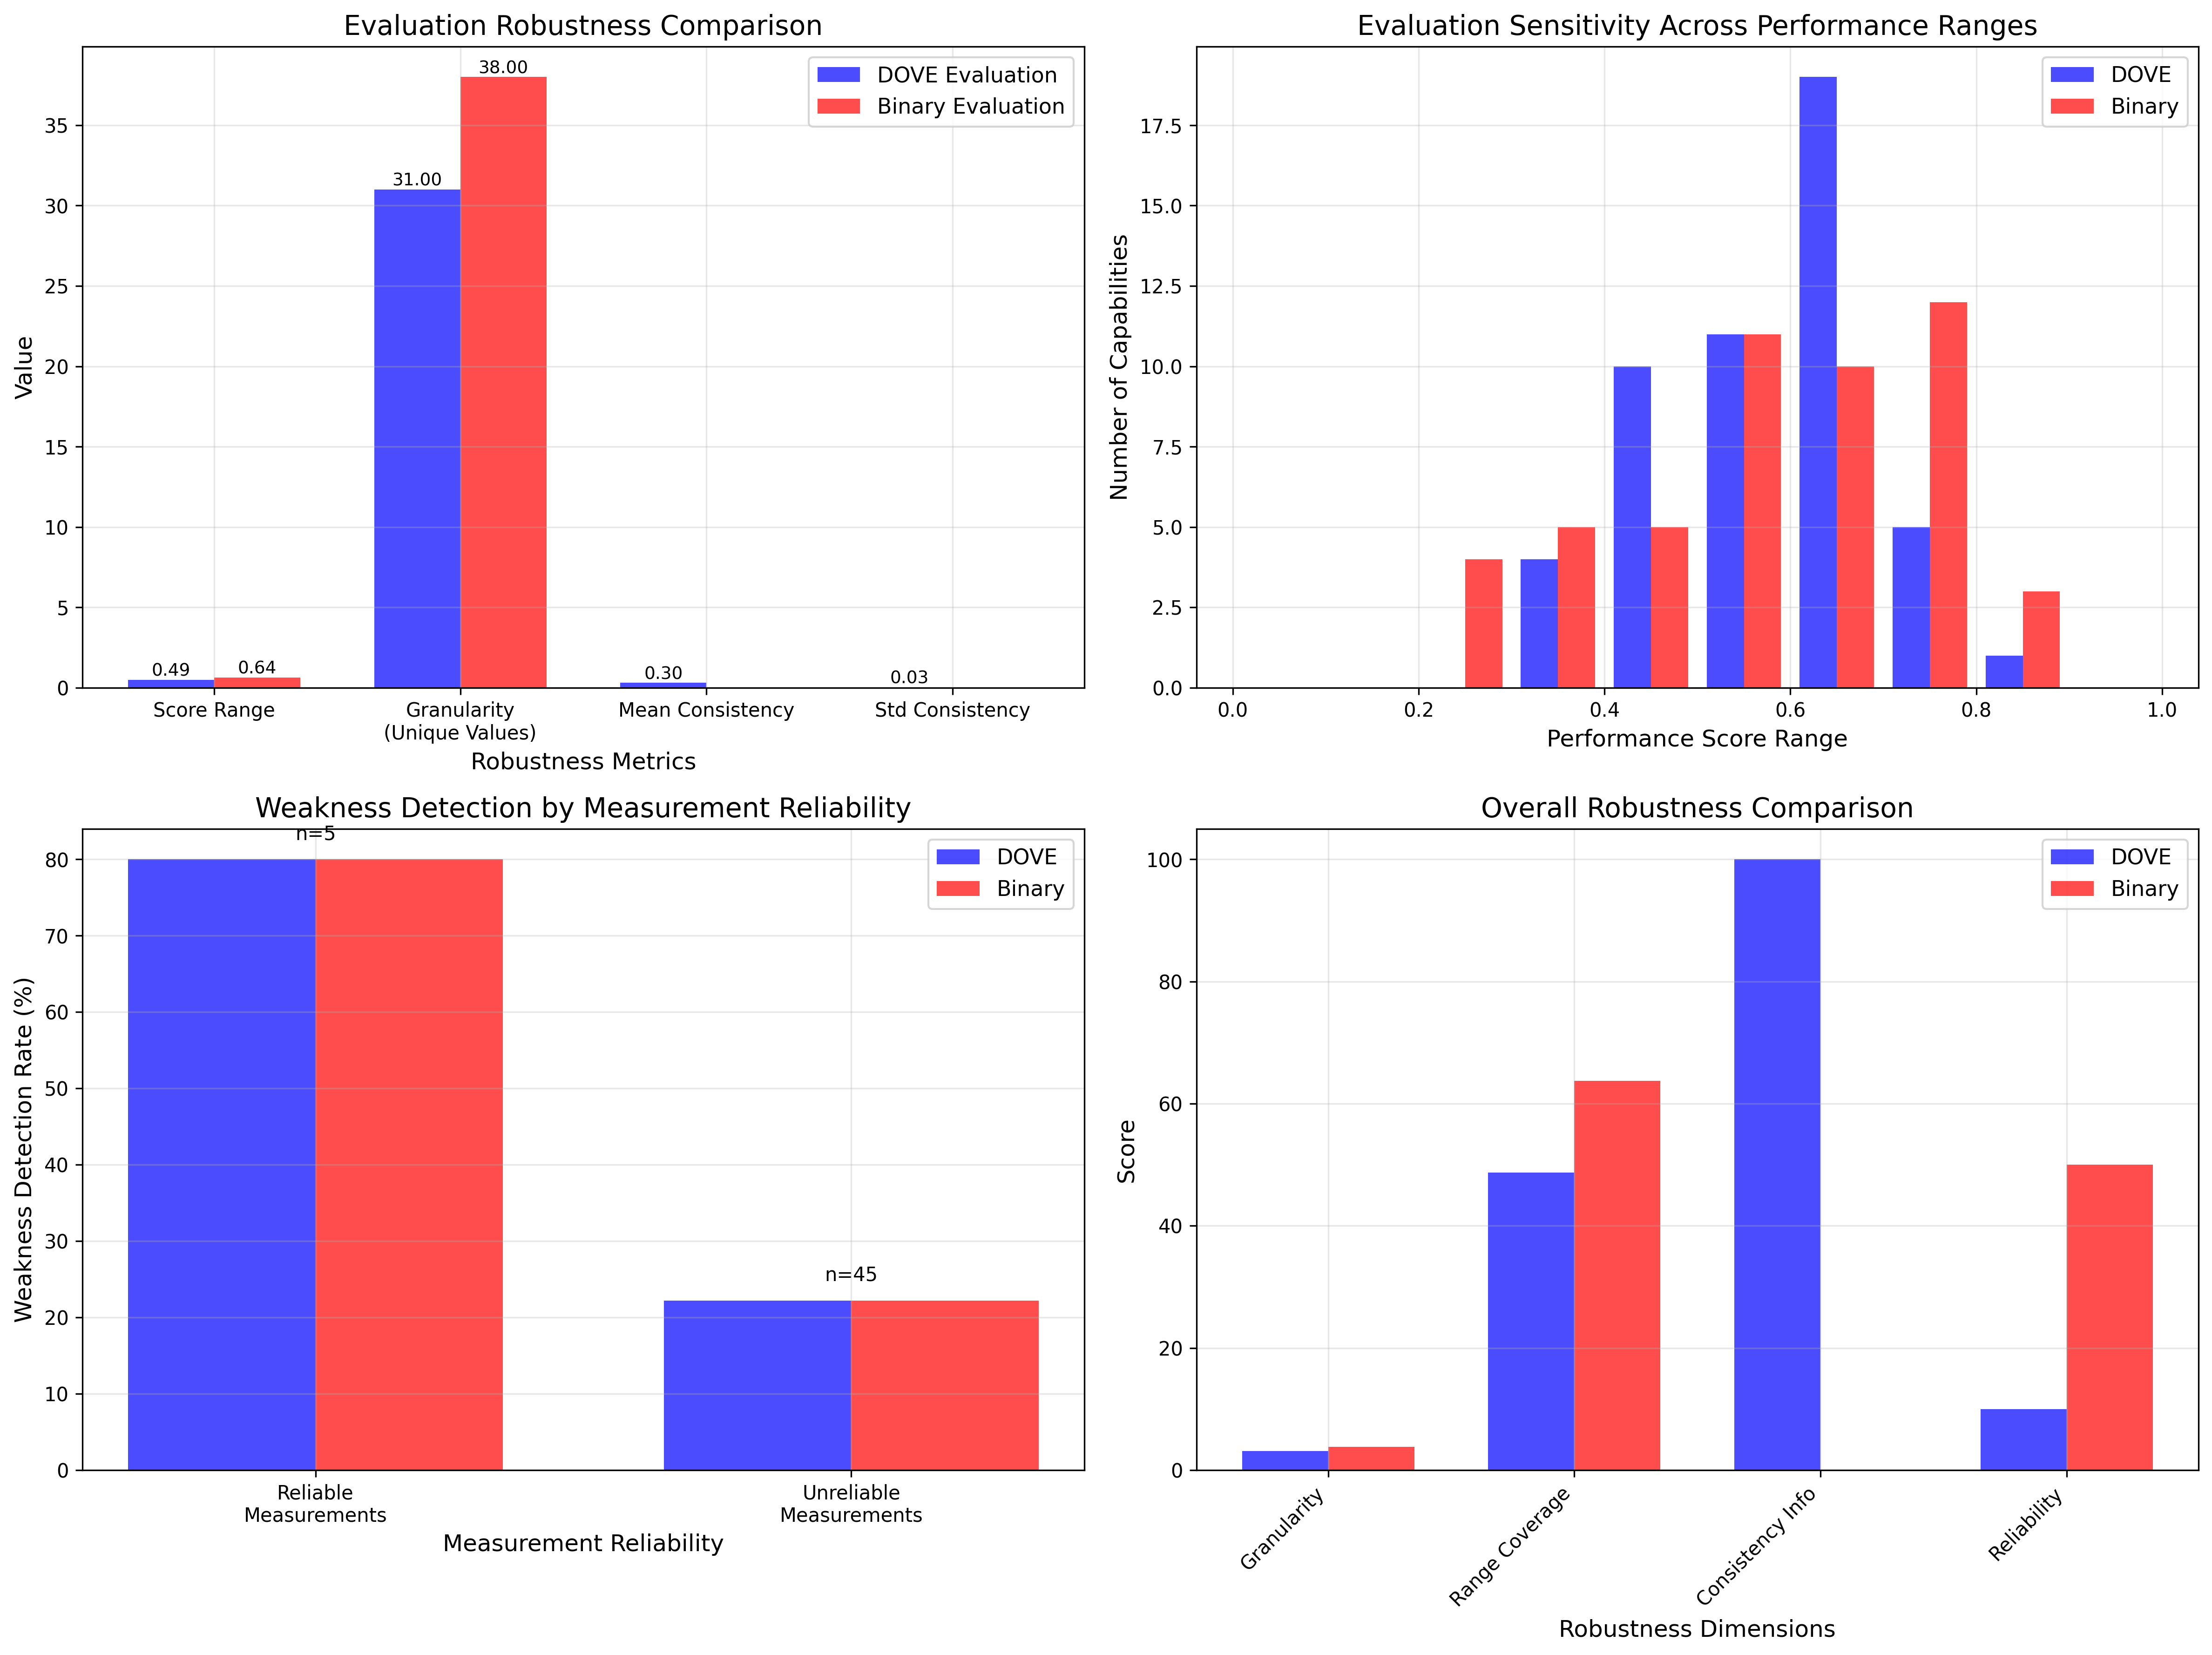 Evaluation Robustness Comparison
DOVE Evaluation
Binary Evaluation
38.00
31.00
0.49
0.64
0.30
0.03
Value
35
30
25
20
15
10
5
0
Score Range
Granularity
(Unique Values)
Mean Consistency
Std Consistency
Robustness Metrics
Evaluation Sensitivity Across Performance Ranges
DOVE
Binary
Number of Capabilities
17.5
15.0
12.5
10.0
7.5
5.0
2.5
0.0
0.0
0.2
0.4
0.6
0.8
1.0
Performance Score Range
Weakness Detection by Measurement Reliability
n=5
DOVE
Binary
n=45
Weakness Detection Rate (%)
80
70
60
50
40
30
20
10
0
Reliable
Measurements
Unreliable
Measurements
Measurement Reliability
Overall Robustness Comparison
DOVE
Binary
Score
100
80
60
40
20
0
Granularity
Range Coverage
Consistency Info
Reliability
Robustness Dimensions